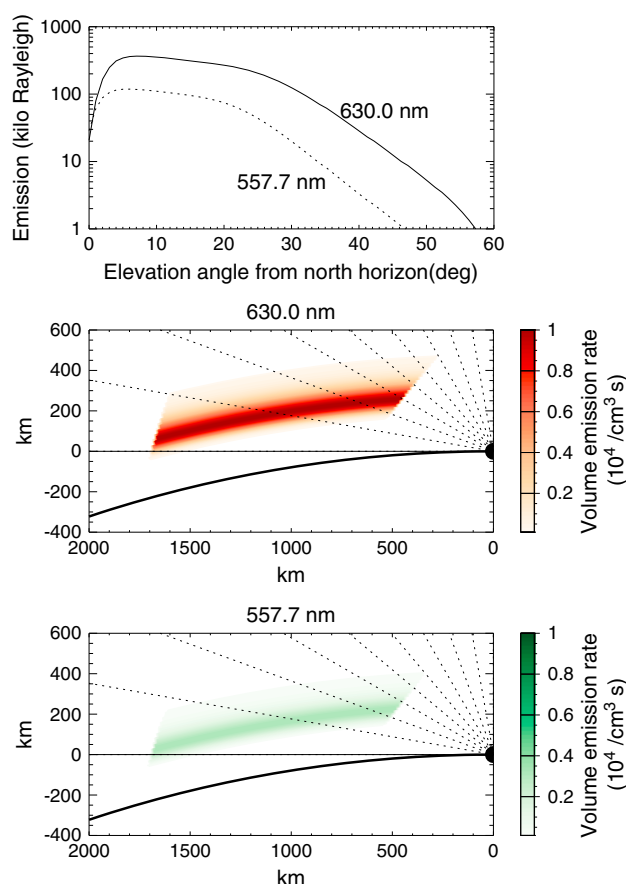 1000
100
10
1
Emission (kilo Rayleigh)
630.0 nm
557.7 nm
0 10 20 30 40 50 60
Elevation angle from north horizon(deg)
630.0 nm
600
400
200
0
-200
-400
km
2000 1500 1000 500 0
km
1
0.8
0.6
0.4
0.2
Volume emission rate
(10⁴ /cm³ s)
557.7 nm
600
400
200
0
-200
-400
km
2000 1500 1000 500 0
km
1
0.8
0.6
0.4
0.2
Volume emission rate
(10⁴ /cm³ s)